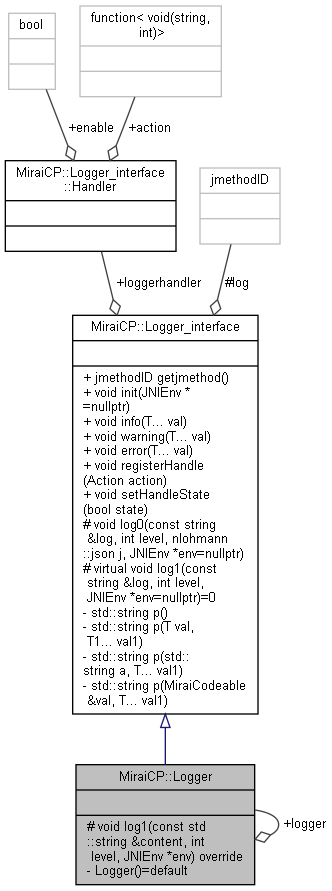 function< void(string,
int)>
bool
+enable
+action
MiraiCP::Logger_interface
::Handler
jmethodID
+loggerhandler
#log
MiraiCP::Logger_interface
+ jmethodID getjmethod()
+ void init(JNIEnv *
=nullptr)
+ void info(T... val)
+ void warning(T... val)
+ void error(T... val)
+ void registerHandle
(Action action)
+ void setHandleState
(bool state)
# void log0(const string
&log, int level, nlohmann
::json j, JNIEnv *env=nullptr)
# virtual void log1(const
string &log, int level,
JNIEnv *env=nullptr)=0
- std::string p()
- std::string p(T val,
T1... val1)
- std::string p(std::
string a, T... val1)
- std::string p(MiraiCodeable
&val, T... val1)
MiraiCP::Logger
+logger
# void log1(const std
::string &content, int
level, JNIEnv *env) override
- Logger()=default